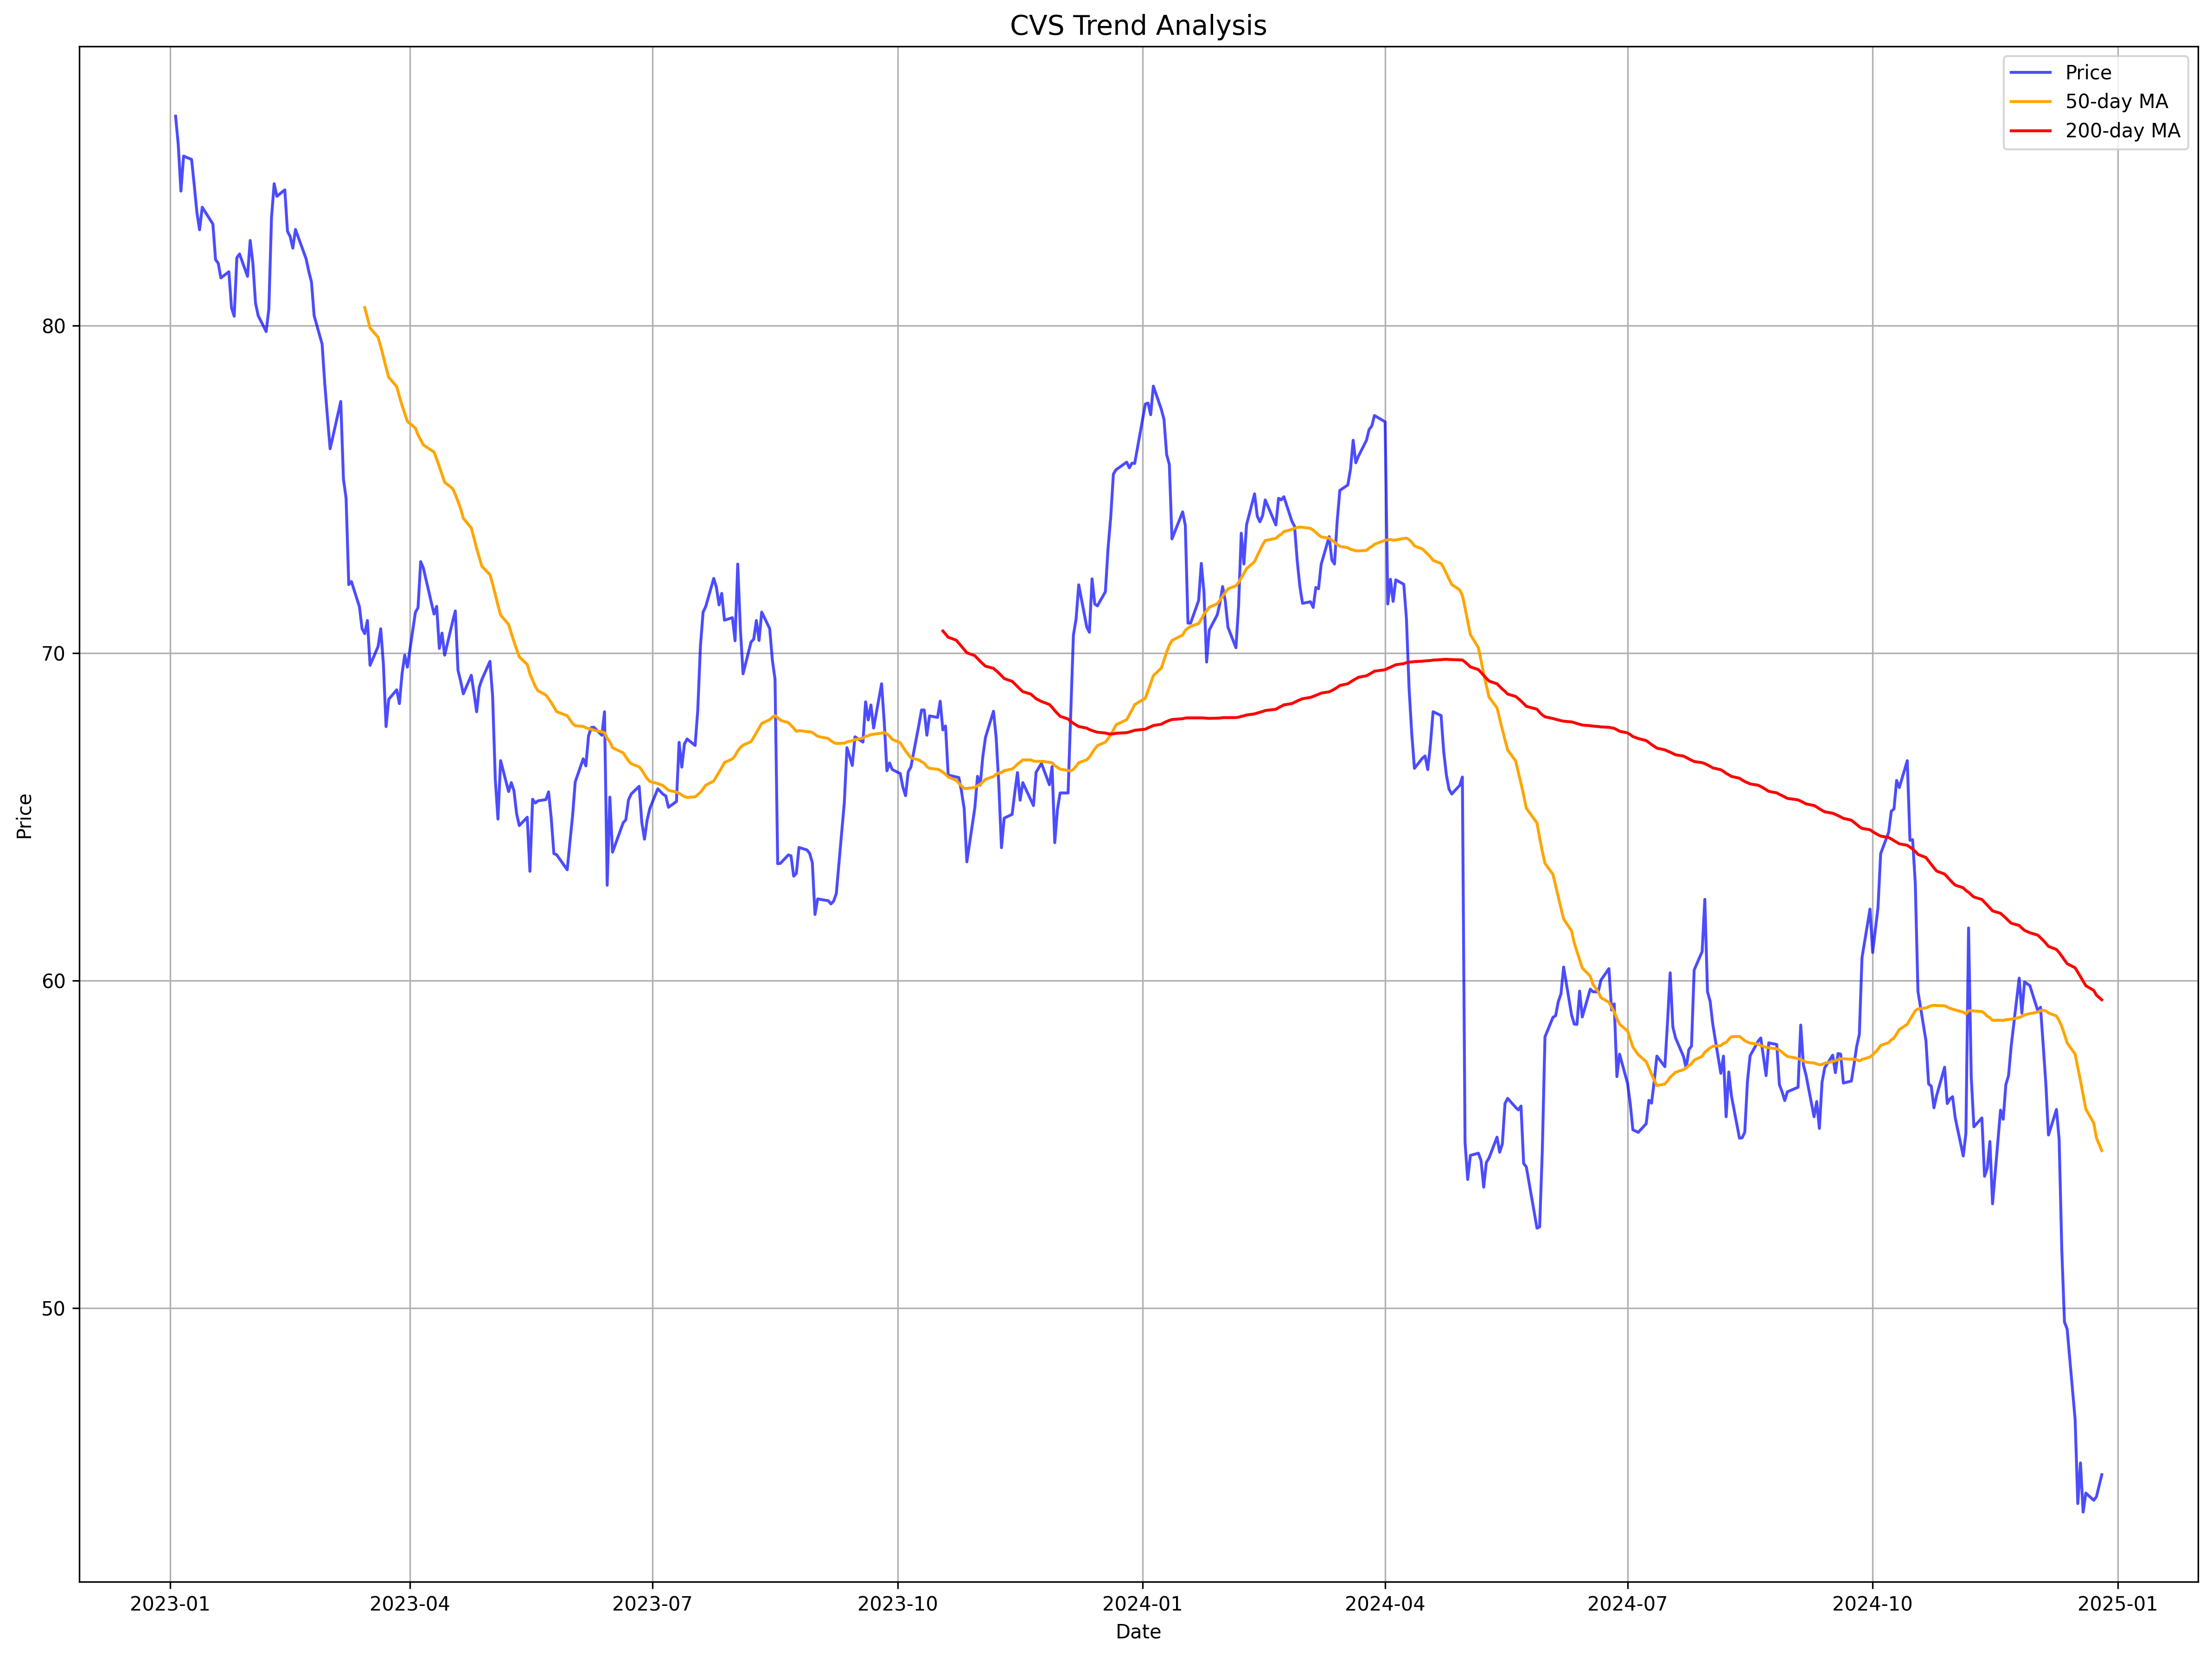 CVS Trend Analysis
Price
50-day MA
200-day MA
80
70
60
50
Price
2023-01
2023-04
2023-07
2023-10
2024-01
2024-04
2024-07
2024-10
2025-01
Date